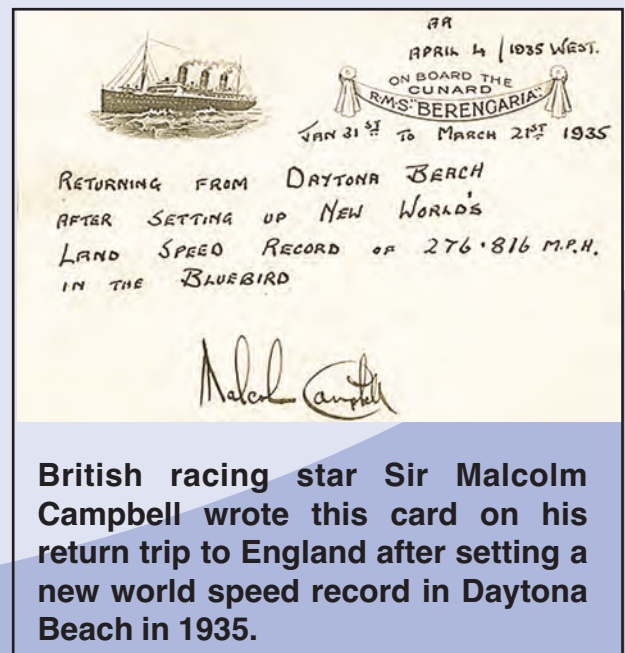 AR
APRIL 4 / 1935 WEST.
ON BOARD THE
CUNARD
R.M.S. "BERENGARIA"
JAN 31ST TO MARCH 21ST 1935
RETURNING FROM DAYTONA BEACH
AFTER SETTING UP NEW WORLD'S
LAND SPEED RECORD OF 276.816 M.P.H.
IN THE BLUEBIRD
Malcolm Campbell
British racing star Sir Malcolm
Campbell wrote this card on his
return trip to England after setting a
new world speed record in Daytona
Beach in 1935.